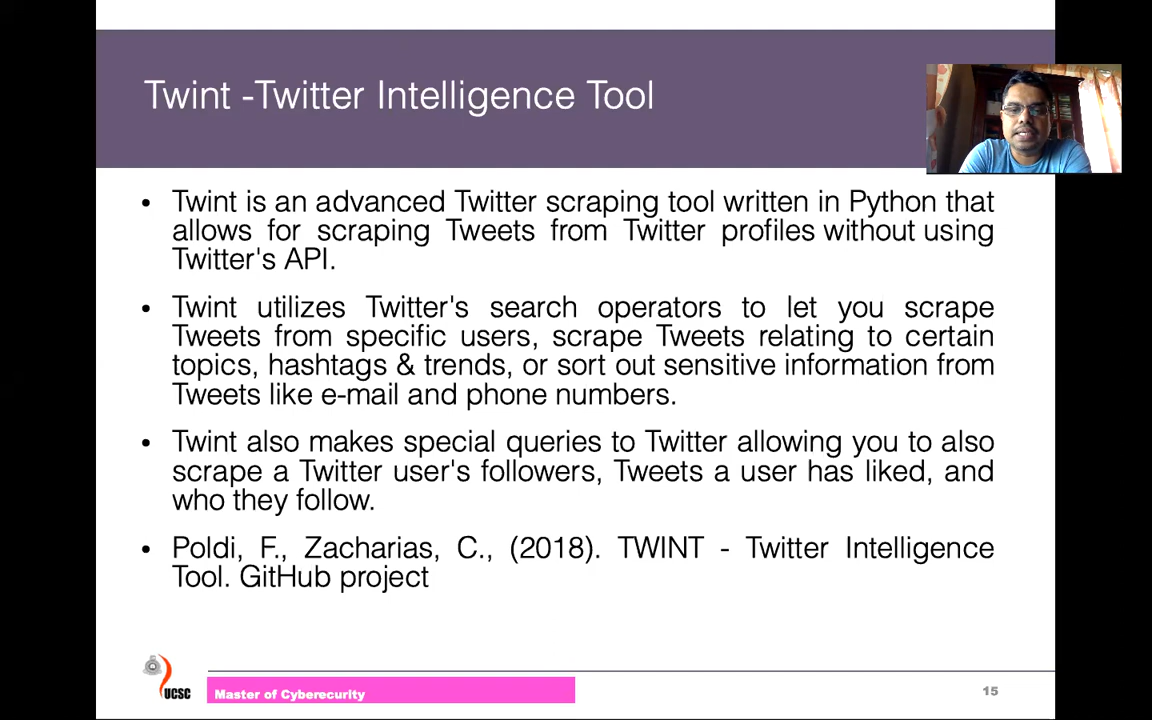 Twint -Twitter Intelligence Tool
• Twint is an advanced Twitter scraping tool written in Python that
allows for scraping Tweets from Twitter profiles without using
Twitter's API.
• Twint utilizes Twitter's search operators to let you scrape
Tweets from specific users, scrape Tweets relating to certain
topics, hashtags & trends, or sort out sensitive information from
Tweets like e-mail and phone numbers.
• Twint also makes special queries to Twitter allowing you to also
scrape a Twitter user's followers, Tweets a user has liked, and
who they follow.
• Poldi, F., Zacharias, C., (2018). TWINT - Twitter Intelligence
Tool. GitHub project
UCSC
Master of Cyberecurity
15